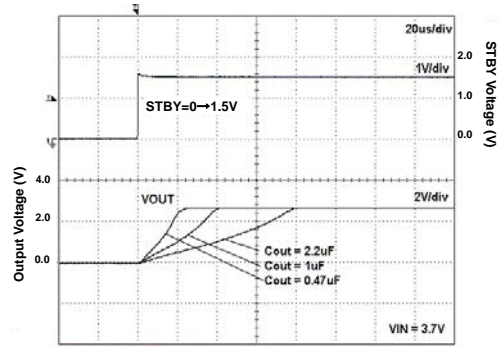 20us/div
2.0
1V/div
1.0
STBY=0→1.5V
0.0
STBY Voltage (V)
4.0
VOUT
2V/div
2.0
0.0
Output Voltage (V)
Cout = 2.2uF
Cout = 1uF
Cout = 0.47uF
VIN = 3.7V